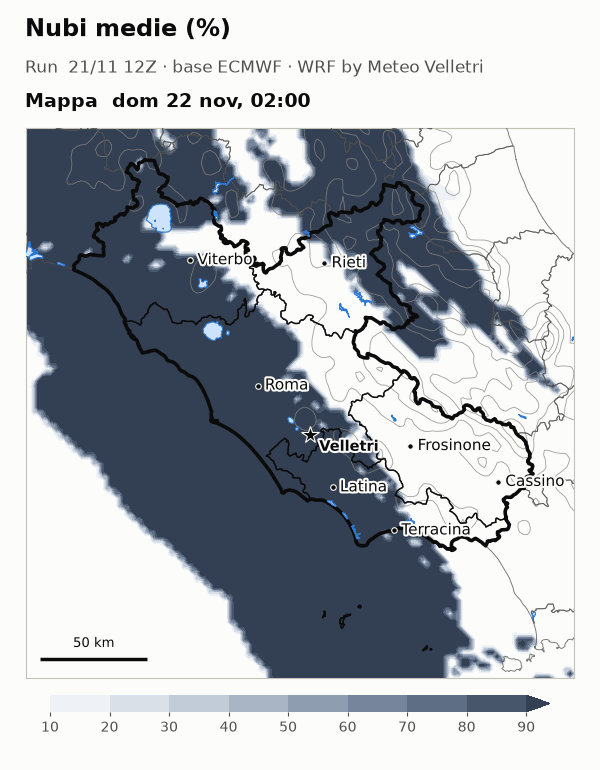 Nubi medie (%)
Run 21/11 12Z · base ECMWF · WRF by Meteo Velletri
Mappa dom 22 nov, 02:00
Viterbo
Rieti
Roma
Velletri
Frosinone
Latina
Cassino
Terracina
50 km
10 20 30 40 50 60 70 80 90